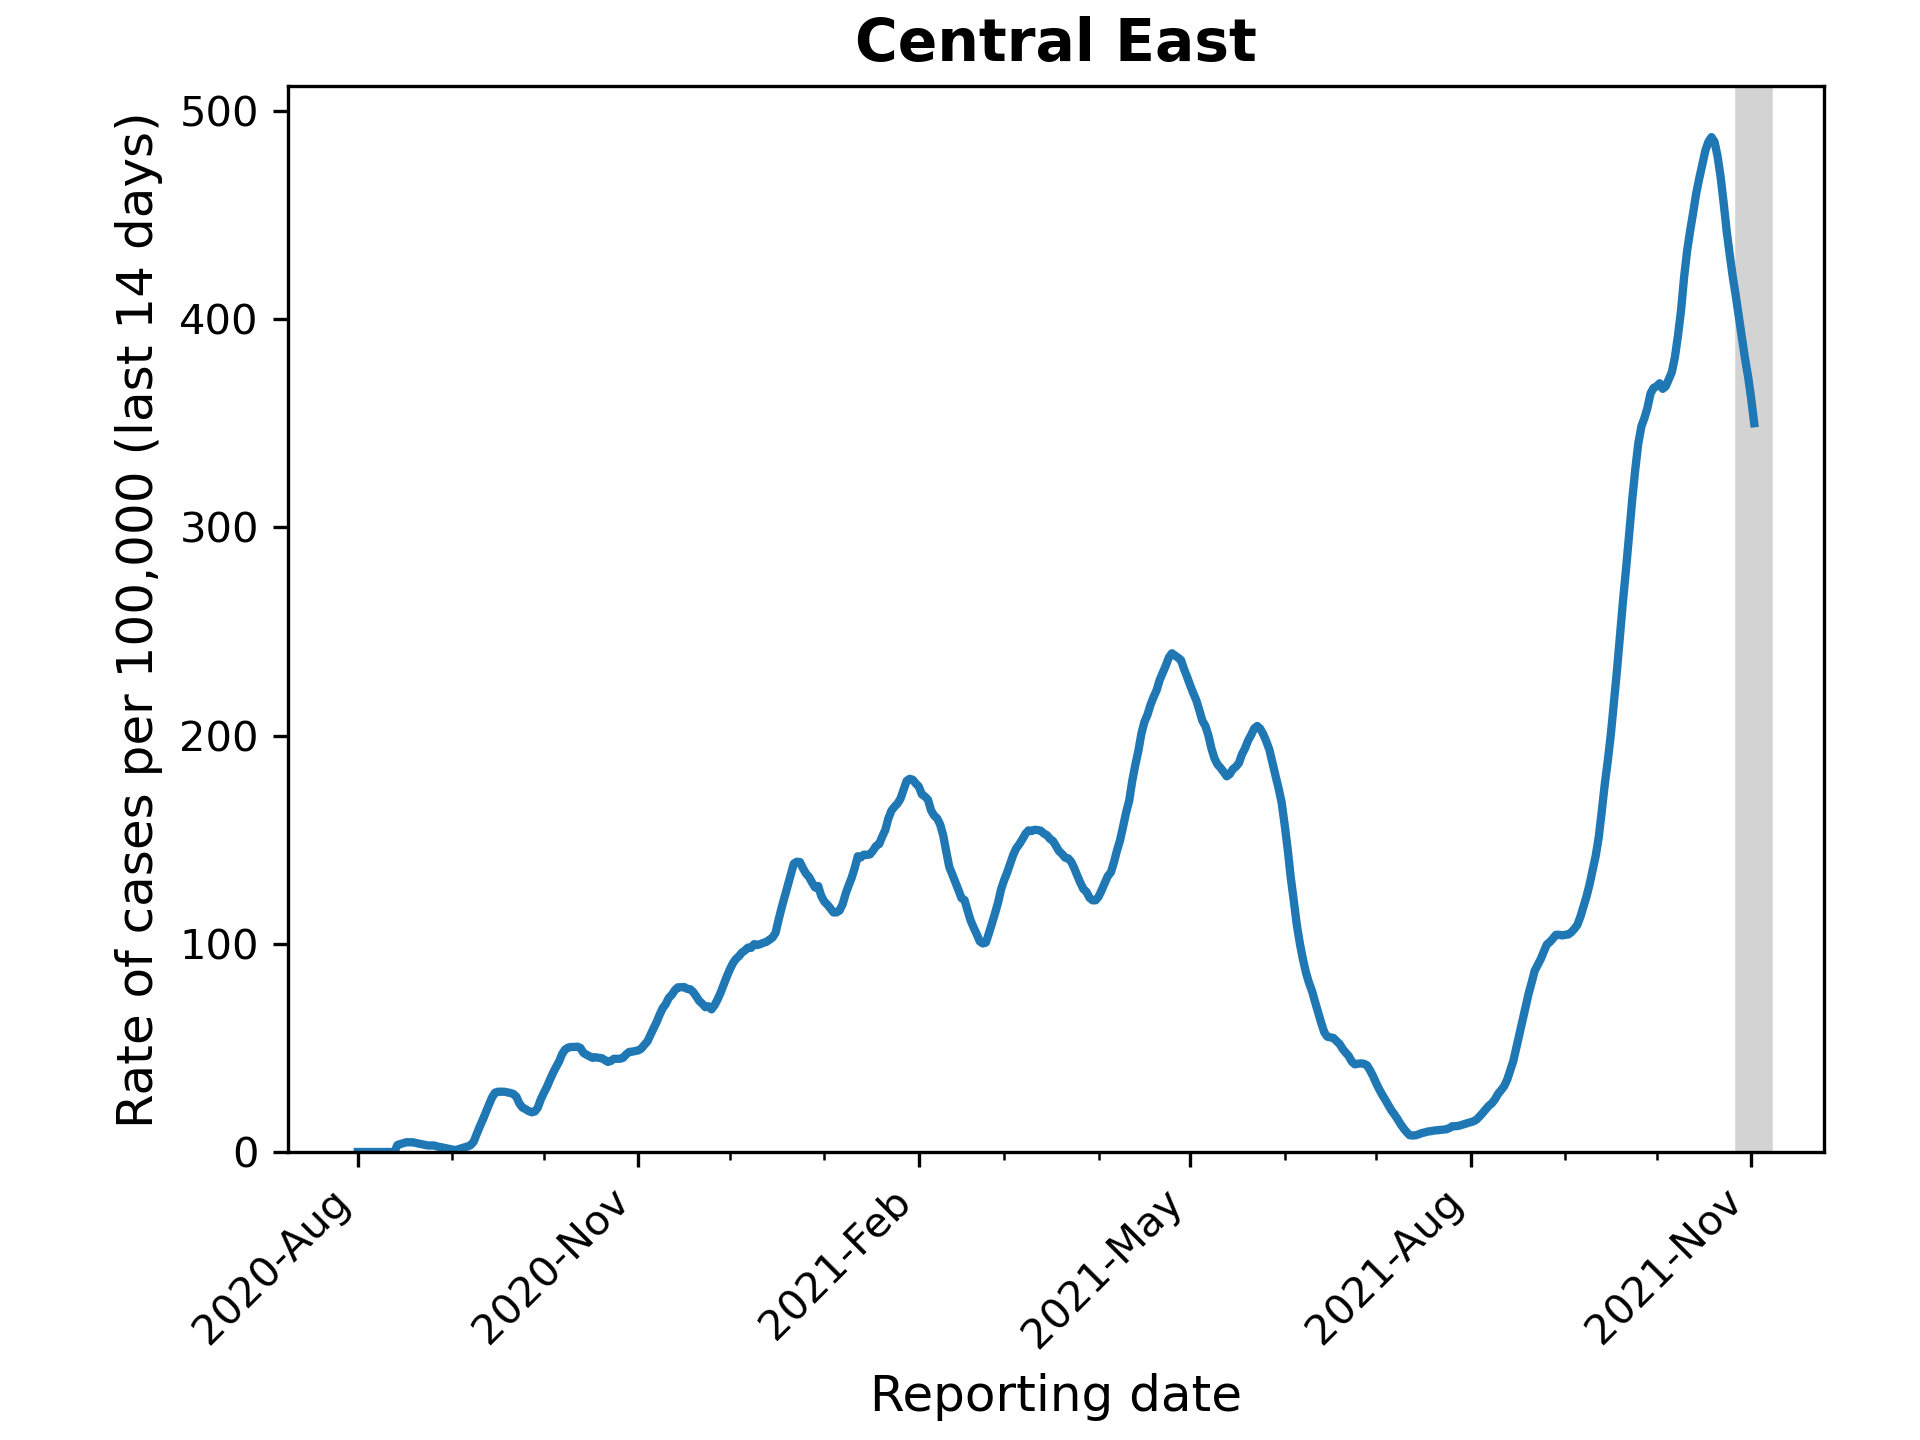 Central East
Rate of cases per 100,000 (last 14 days)
500
400
300
200
100
0
2020-Aug
2020-Nov
2021-Feb
2021-May
2021-Aug
2021-Nov
Reporting date